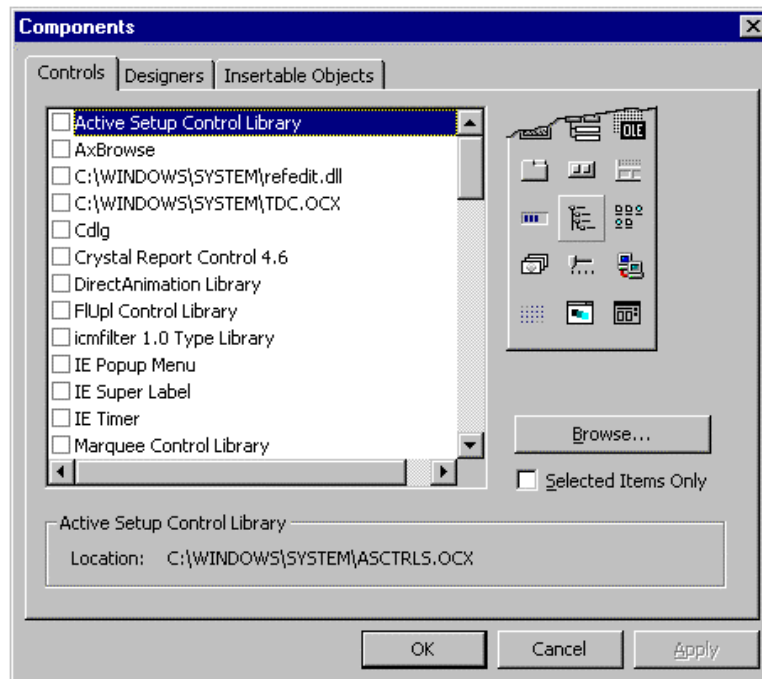 Components
Controls Designers Insertable Objects
Active Setup Control Library
AxBrowse
C:\WINDOWS\SYSTEM\refedit.dll
C:\WINDOWS\SYSTEM\TDC.OCX
Cdlg
Crystal Report Control 4.6
DirectAnimation Library
FlUpl Control Library
icmfilter 1.0 Type Library
IE Popup Menu
IE Super Label
IE Timer
Marquee Control Library
OLE
Browse...
Selected Items Only
Active Setup Control Library
Location: C:\WINDOWS\SYSTEM\ASCTRLS.OCX
OK Cancel Apply